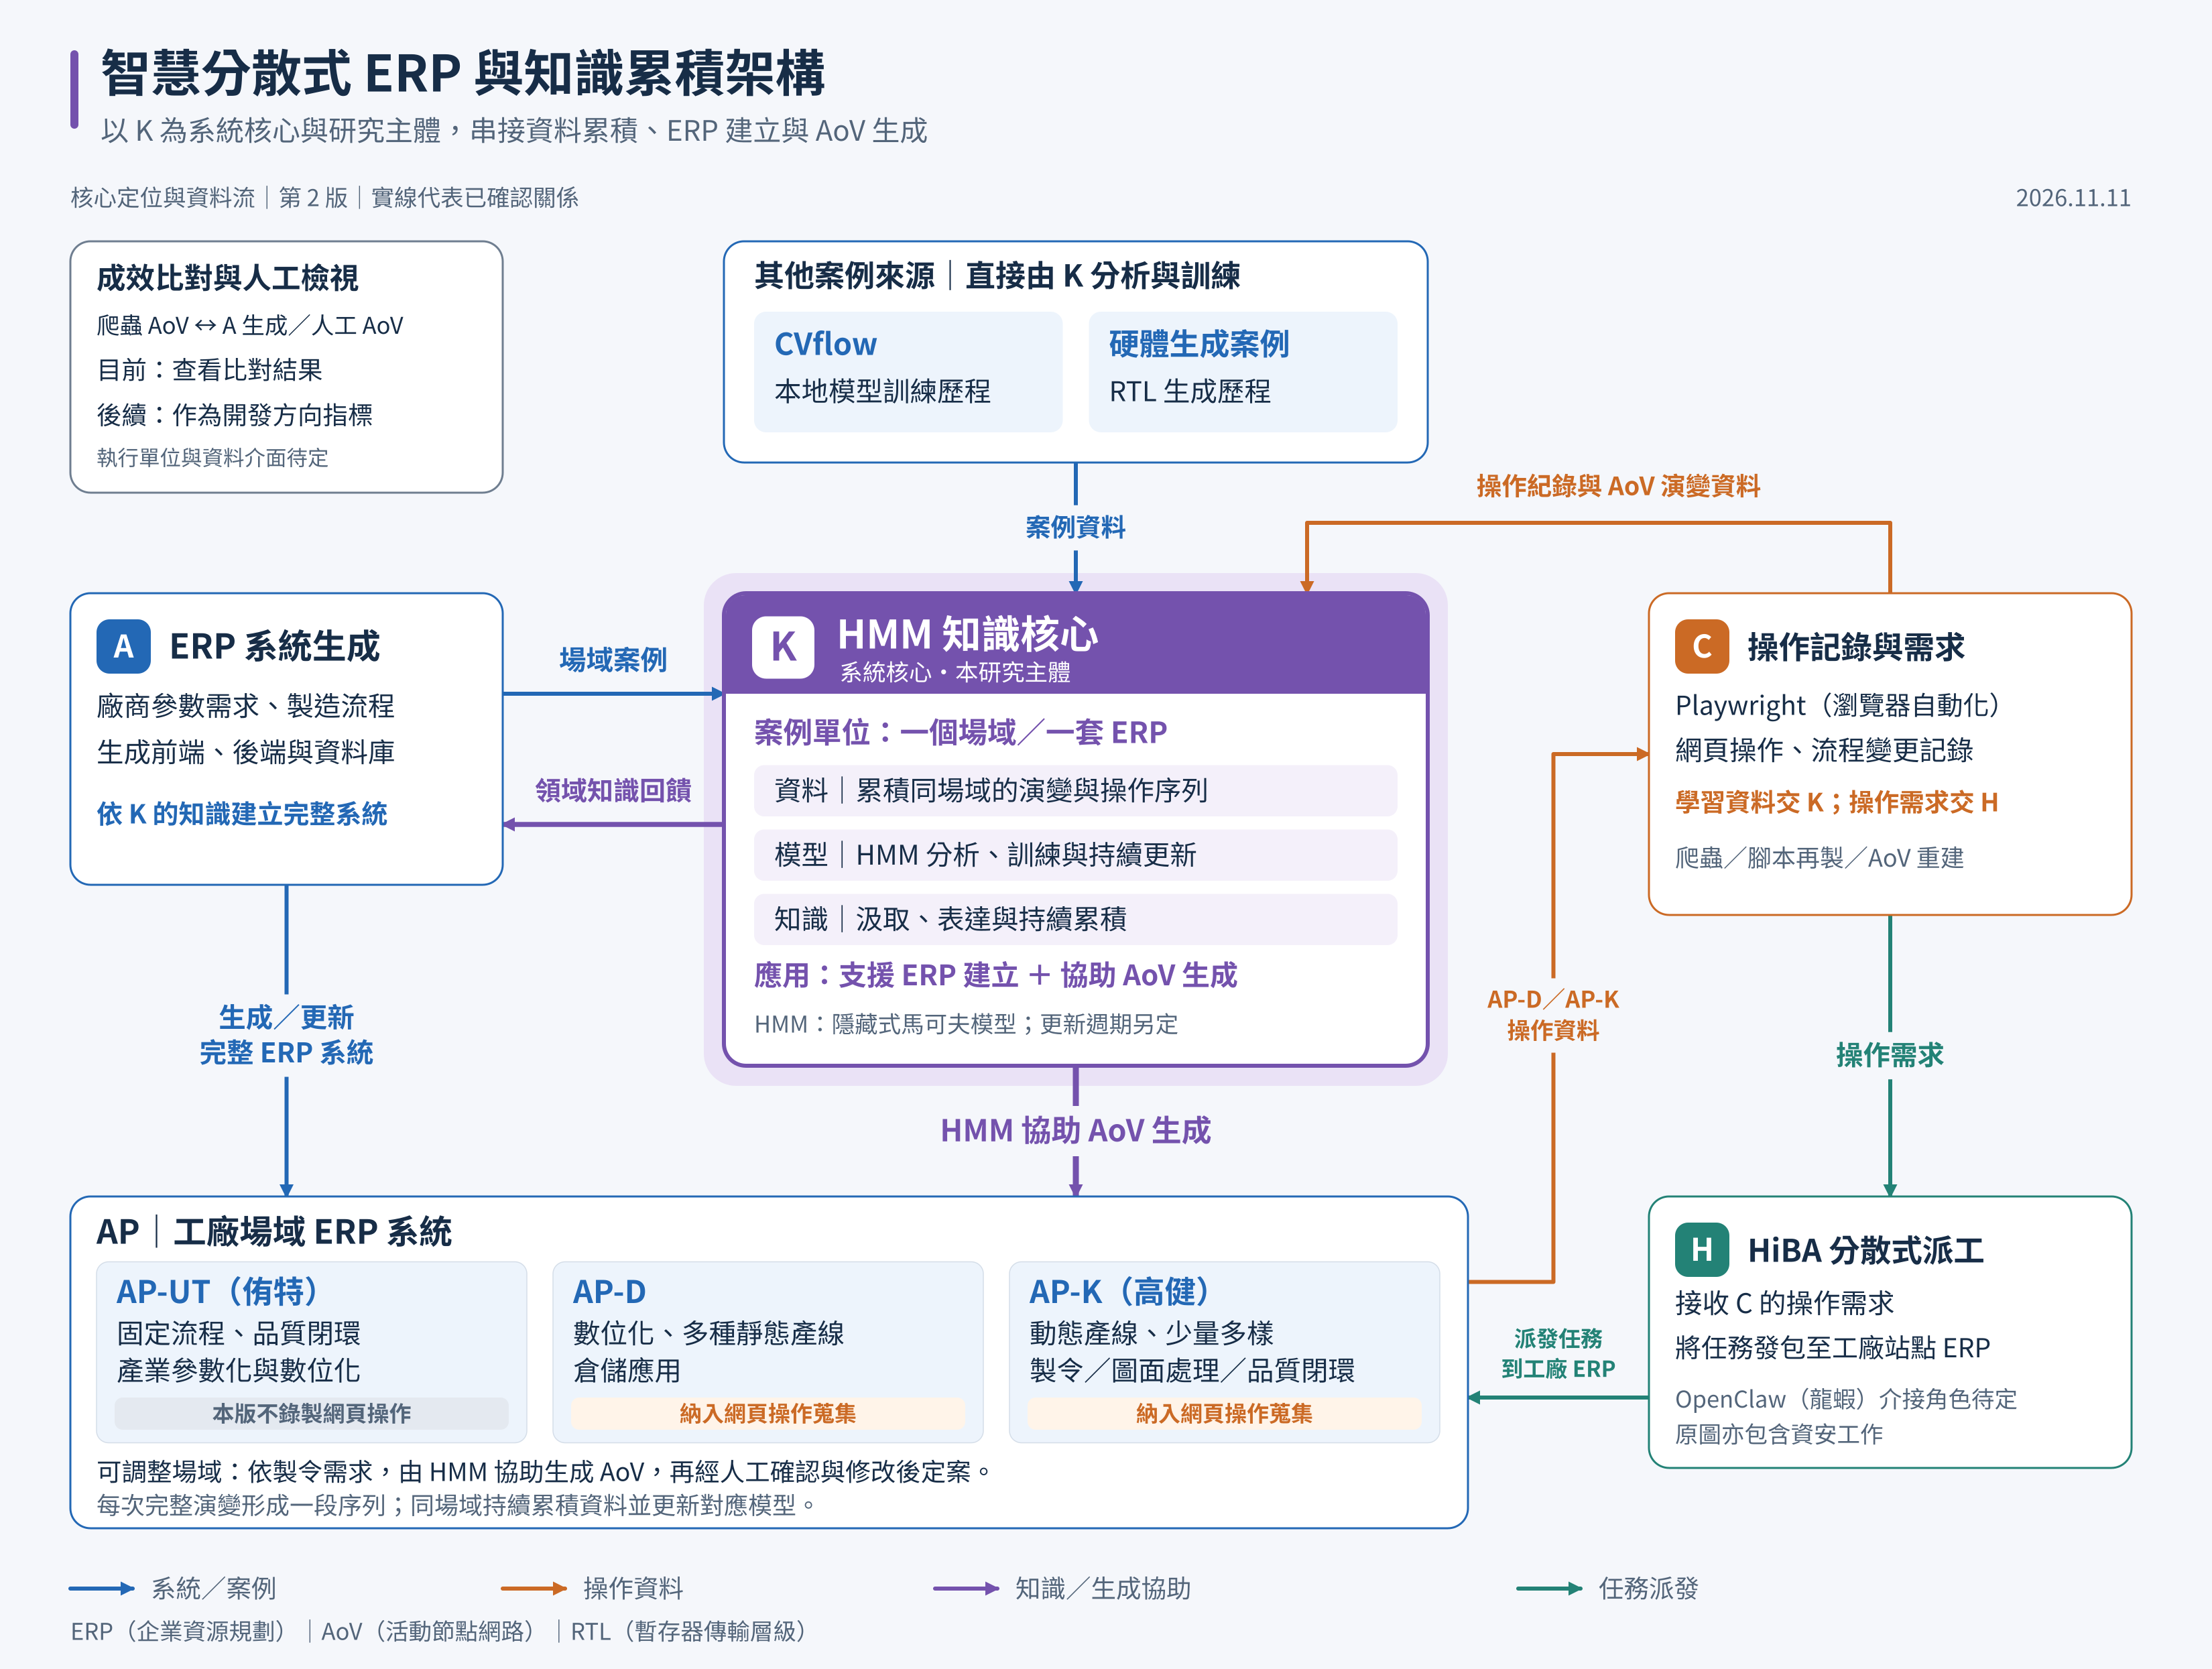 智慧分散式 ERP 與知識累積架構
以 K 為系統核心與研究主體，串接資料累積、ERP 建立與 AoV 生成
核心定位與資料流｜第 2 版｜實線代表已確認關係
2026.11.11
成效比對與人工檢視
爬蟲 AoV ↔ A 生成／人工 AoV
目前：查看比對結果
後續：作為開發方向指標
執行單位與資料介面待定
其他案例來源｜直接由 K 分析與訓練
CVflow
本地模型訓練歷程
硬體生成案例
RTL 生成歷程
案例資料
操作紀錄與 AoV 演變資料
A
ERP 系統生成
廠商參數需求、製造流程
生成前端、後端與資料庫
依 K 的知識建立完整系統
場域案例
領域知識回饋
K
HMM 知識核心
系統核心・本研究主體
案例單位：一個場域／一套 ERP
資料｜累積同場域的演變與操作序列
模型｜HMM 分析、訓練與持續更新
知識｜汲取、表達與持續累積
應用：支援 ERP 建立 ＋ 協助 AoV 生成
HMM：隱藏式馬可夫模型；更新週期另定
C
操作記錄與需求
Playwright（瀏覽器自動化）
網頁操作、流程變更記錄
學習資料交 K；操作需求交 H
爬蟲／腳本再製／AoV 重建
生成／更新
完整 ERP 系統
HMM 協助 AoV 生成
AP-D／AP-K
操作資料
操作需求
AP｜工廠場域 ERP 系統
AP-UT（侑特）
固定流程、品質閉環
產業參數化與數位化
本版不錄製網頁操作
AP-D
數位化、多種靜態產線
倉儲應用
納入網頁操作蒐集
AP-K（高健）
動態產線、少量多樣
製令／圖面處理／品質閉環
納入網頁操作蒐集
可調整場域：依製令需求，由 HMM 協助生成 AoV，再經人工確認與修改後定案。
每次完整演變形成一段序列；同場域持續累積資料並更新對應模型。
派發任務
到工廠 ERP
H
HiBA 分散式派工
接收 C 的操作需求
將任務發包至工廠站點 ERP
OpenClaw（龍蝦）介接角色待定
原圖亦包含資安工作
系統／案例
操作資料
知識／生成協助
任務派發
ERP（企業資源規劃）｜AoV（活動節點網路）｜RTL（暫存器傳輸層級）